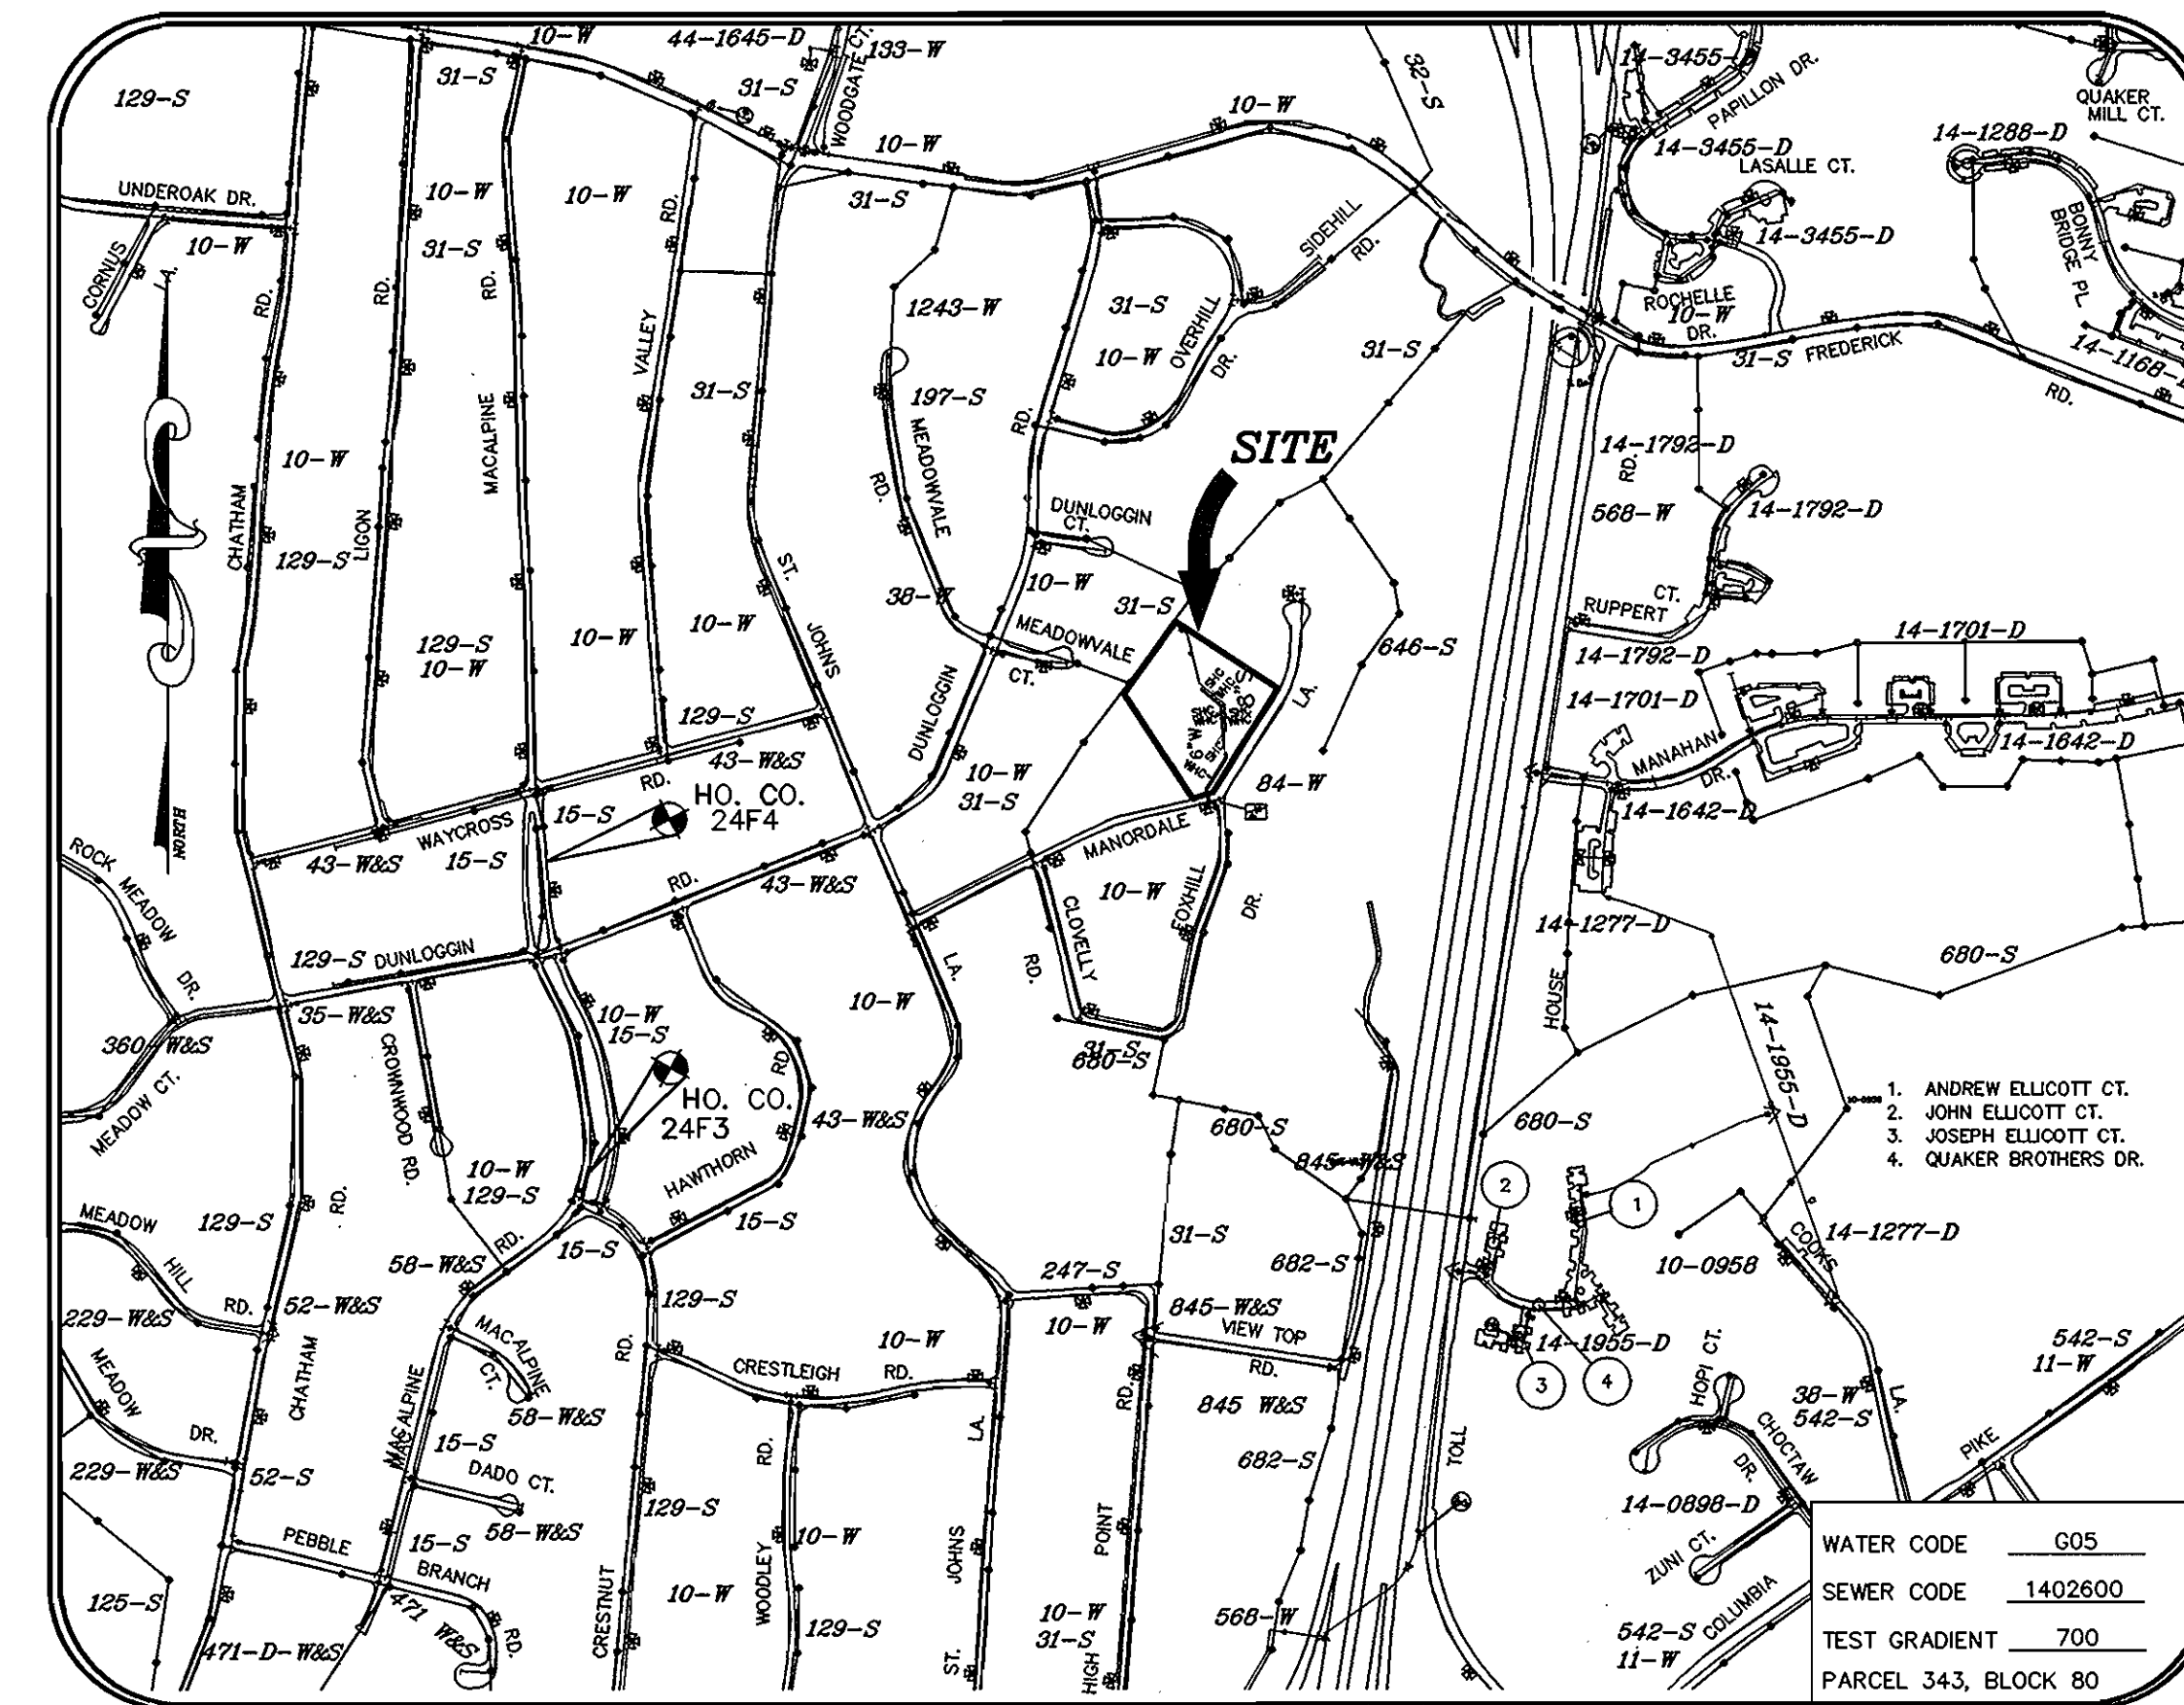 10-W
44-1645-D
133-W
WOODGATE CT.
31-S
31-S
129-S
32-S
14-3455-
PAPILLON DR.
QUAKER
MILL CT.
10-W
10-W
14-3455-D
LASALLE CT.
14-1288-D
UNDEROAK DR.
10-W
10-W
10-W
RD.
31-S
SIDEHILL
RD.
14-3455-D
BONNY
BRIDGE PL.
CORNUS
LA.
RD.
RD.
31-S
RD.
1243-W
31-S
OVERHILL
DR.
ROCHELLE
DR.
10-W
31-S
FREDERICK
RD.
14-1168-D
VALLEY
31-S
10-W
31-S
MACALPINE
197-S
MEADOWVALE
RD.
RD.
SITE
14-1792-D
RD.
10-W
CHATHAM
LIGON
129-S
DUNLOGGIN
CT.
568-W
14-1792-D
ST.
JOHNS
38-W
10-W
31-S
RUPPERT
CT.
129-S
10-W
10-W
10-W
MEADOWVALE
CT.
646-S
14-1792-D
14-1701-D
14-1701-D
129-S
DUNLOGGIN
SHC
WHC
8" S
6" W
SHC
WHC
LA.
MANAHAN
DR.
14-1642-D
43-W&S
RD.
HO. CO.
24F4
10-W
31-S
84-W
14-1642-D
NORTH
WAYCROSS
15-S
43-W&S
15-S
MANORDALE
ROCK
MEADOW
DR.
RD.
43-W&S
10-W
CLOVELLY
RD.
FOXHILL
DR.
14-1277-D
129-S
DUNLOGGIN
LA.
680-S
HOUSE
35-W&S
10-W
15-S
10-W
360-W&S
MEADOW CT.
CROWNWOOD RD.
RD.
31-S
680-S
14-1955-D
HO. CO.
24F3
43-W&S
680-S
680-S
1. ANDREW ELLICOTT CT.
2. JOHN ELLICOTT CT.
3. JOSEPH ELLICOTT CT.
4. QUAKER BROTHERS DR.
10-W
129-S
HAWTHORN
845-W&S
2
1
MEADOW
HILL
RD.
129-S
RD.
15-S
31-S
14-1277-D
COOKS
58-W&S
RD.
247-S
682-S
10-0958
229-W&S
52-W&S
129-S
845-W&S
10-W
10-W
VIEW TOP
RD.
14-1955-D
542-S
11-W
MEADOW
DR.
CHATHAM
MACALPINE
CT.
58-W&S
RD.
CRESTLEIGH
RD.
RD.
845 W&S
3
4
HOPI CT.
CHOCTAW
DR.
38-W
542-S
LA.
MACALPINE
15-S
RD.
LA.
682-S
TOLL
PIKE
229-W&S
52-S
DADO CT.
129-S
POINT
14-0898-D
58-W&S
PEBBLE
BRANCH
RD.
15-S
WOODLEY
10-W
JOHNS
ST.
ZUNI CT.
COLUMBIA
125-S
471
W&S
CRESTNUT
10-W
129-S
10-W
31-S
HIGH
568-W
542-S
11-W
471-D-W&S
WATER CODE G05
SEWER CODE 1402600
TEST GRADIENT 700
PARCEL 343, BLOCK 80